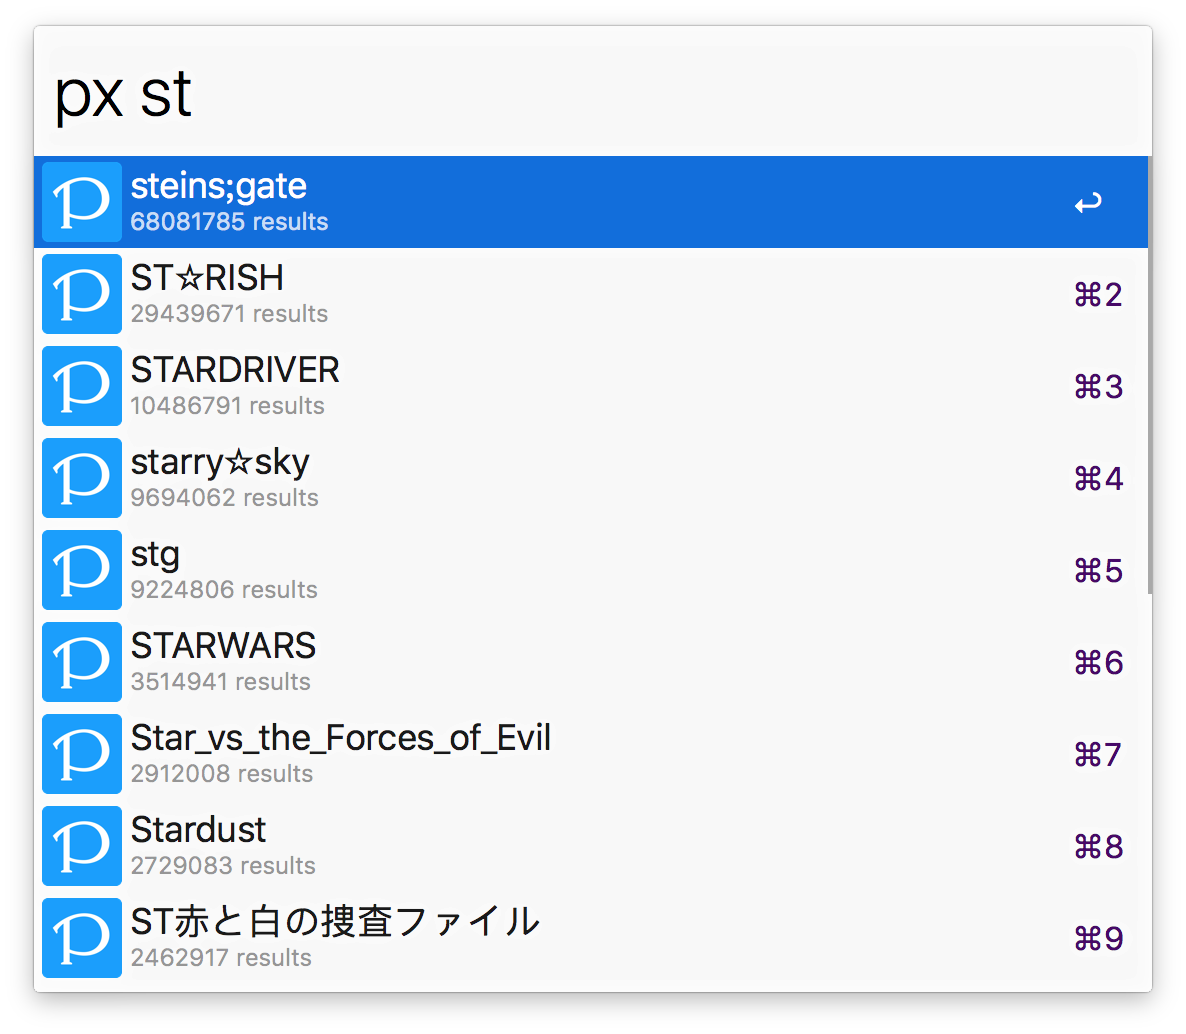 px st
steins;gate
68081785 results
ST☆RISH
29439671 results
⌘2
STARDRIVER
10486791 results
⌘3
starry☆sky
9694062 results
⌘4
stg
9224806 results
⌘5
STARWARS
3514941 results
⌘6
Star_vs_the_Forces_of_Evil
2912008 results
⌘7
Stardust
2729083 results
⌘8
ST赤と白の捜査ファイル
2462917 results
⌘9